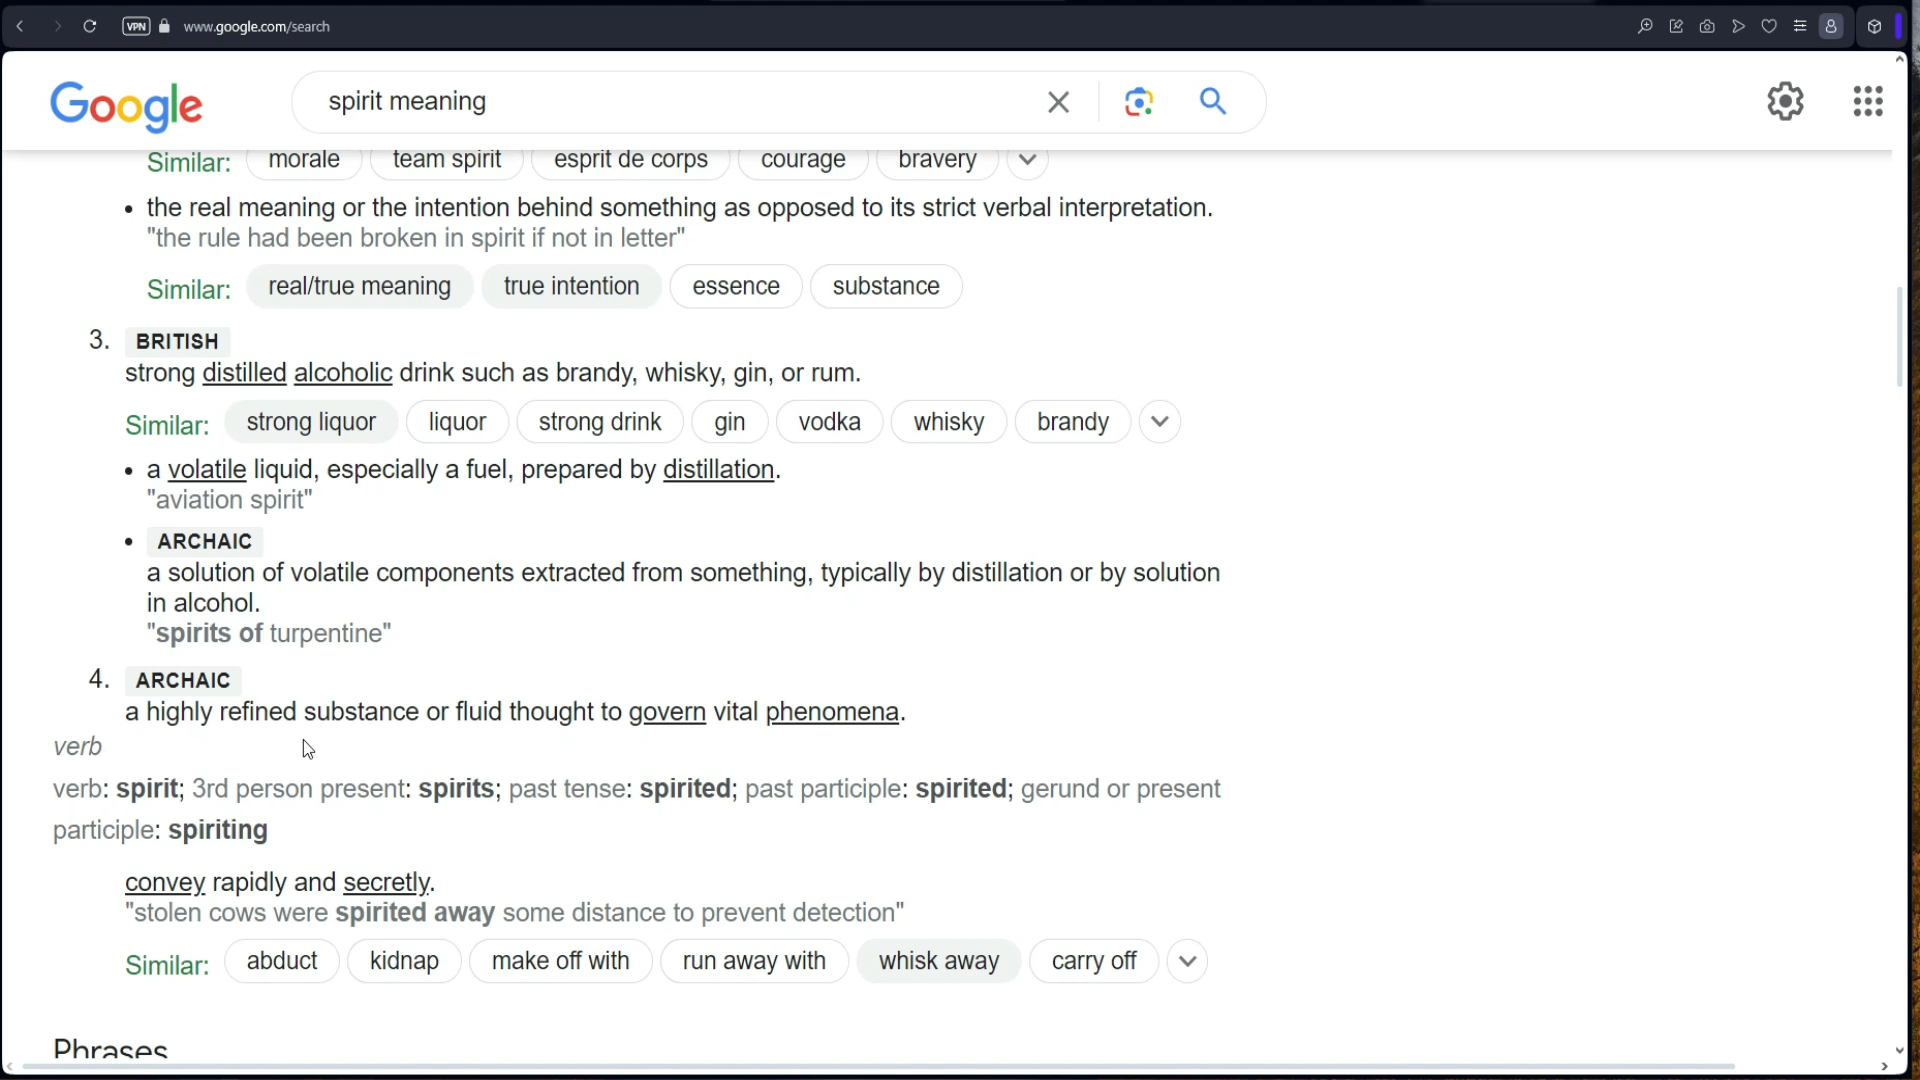 VPN www.google.com/search
Google spirit meaning
Similar: morale team spirit esprit de corps courage bravery
• the real meaning or the intention behind something as opposed to its strict verbal interpretation.
"the rule had been broken in spirit if not in letter"
Similar: real/true meaning true intention essence substance
3. BRITISH
strong distilled alcoholic drink such as brandy, whisky, gin, or rum.
Similar: strong liquor liquor strong drink gin vodka whisky brandy
• a volatile liquid, especially a fuel, prepared by distillation.
"aviation spirit"
• ARCHAIC
a solution of volatile components extracted from something, typically by distillation or by solution
in alcohol.
"spirits of turpentine"
4. ARCHAIC
a highly refined substance or fluid thought to govern vital phenomena.
verb
verb: spirit; 3rd person present: spirits; past tense: spirited; past participle: spirited; gerund or present
participle: spiriting
convey rapidly and secretly.
"stolen cows were spirited away some distance to prevent detection"
Similar: abduct kidnap make off with run away with whisk away carry off
Phrases